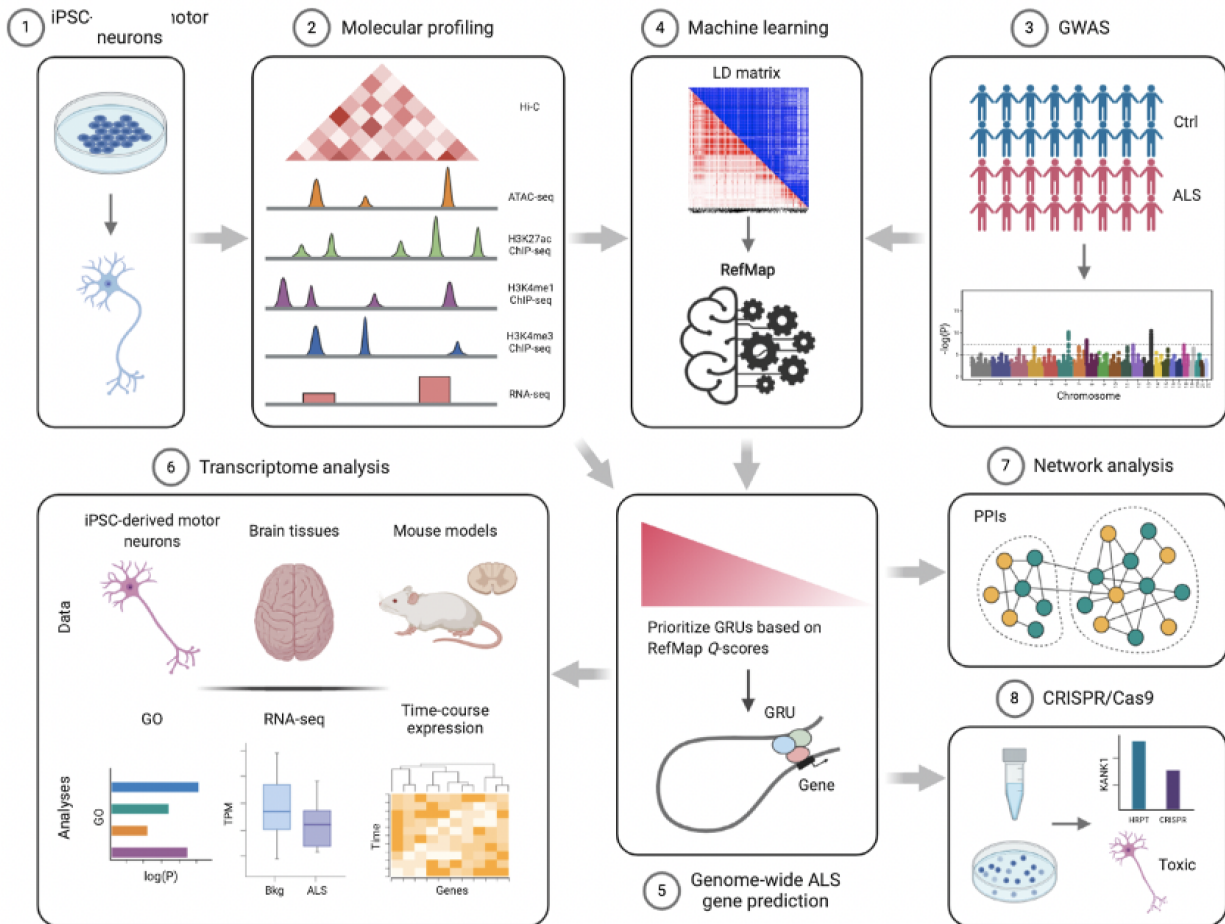 1
iPSC- motor
neurons
2 Molecular profiling
4 Machine learning
3 GWAS
Hi-C
ATAC-seq
H3K27ac
ChIP-seq
H3K4me1
ChIP-seq
H3K4me3
ChIP-seq
RNA-seq
LD matrix
RefMap
Ctrl
ALS
-log(P)
Chromosome
6 Transcriptome analysis
Data
iPSC-derived motor
neurons
Brain tissues
Mouse models
Analyses
GO
GO
log(P)
RNA-seq
TPM
Bkg
ALS
Time-course
expression
Time
Genes
Prioritize GRUs based on
RefMap Q-scores
GRU
Gene
5 Genome-wide ALS
gene prediction
7 Network analysis
PPIs
8 CRISPR/Cas9
KANK1
HRPT
CRISPR
Toxic